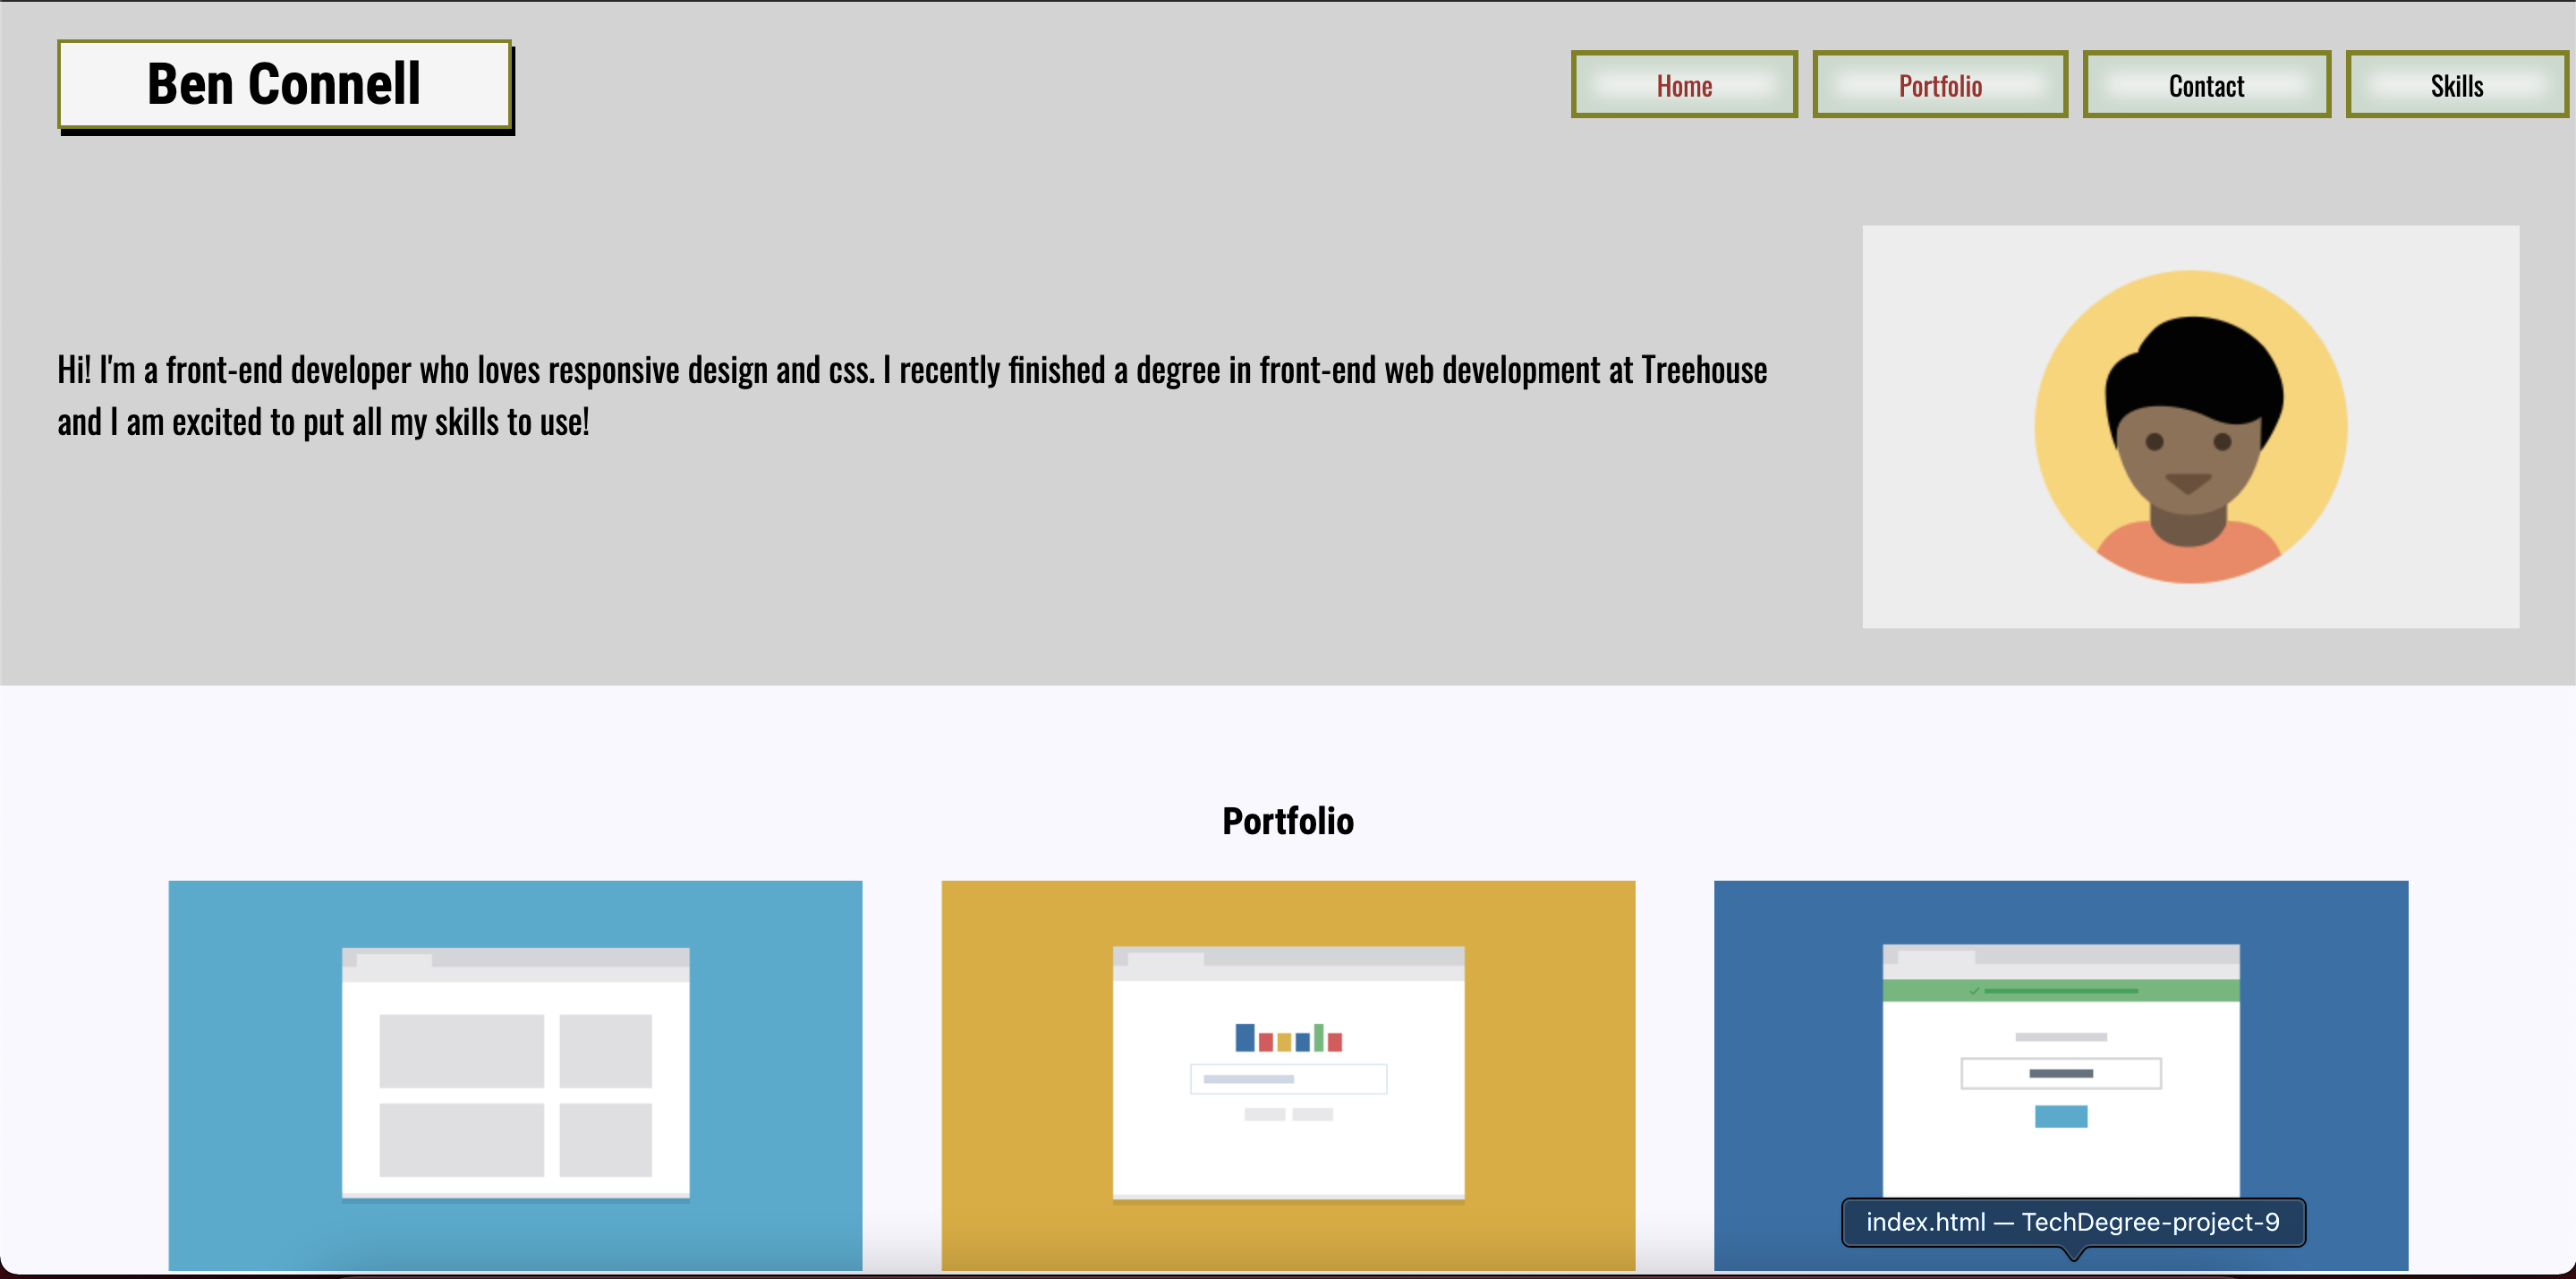 Ben Connell
Home
Portfolio
Contact
Skills
Hi! I'm a front-end developer who loves responsive design and css. I recently finished a degree in front-end web development at Treehouse
and I am excited to put all my skills to use!
Portfolio
index.html — TechDegree-project-9